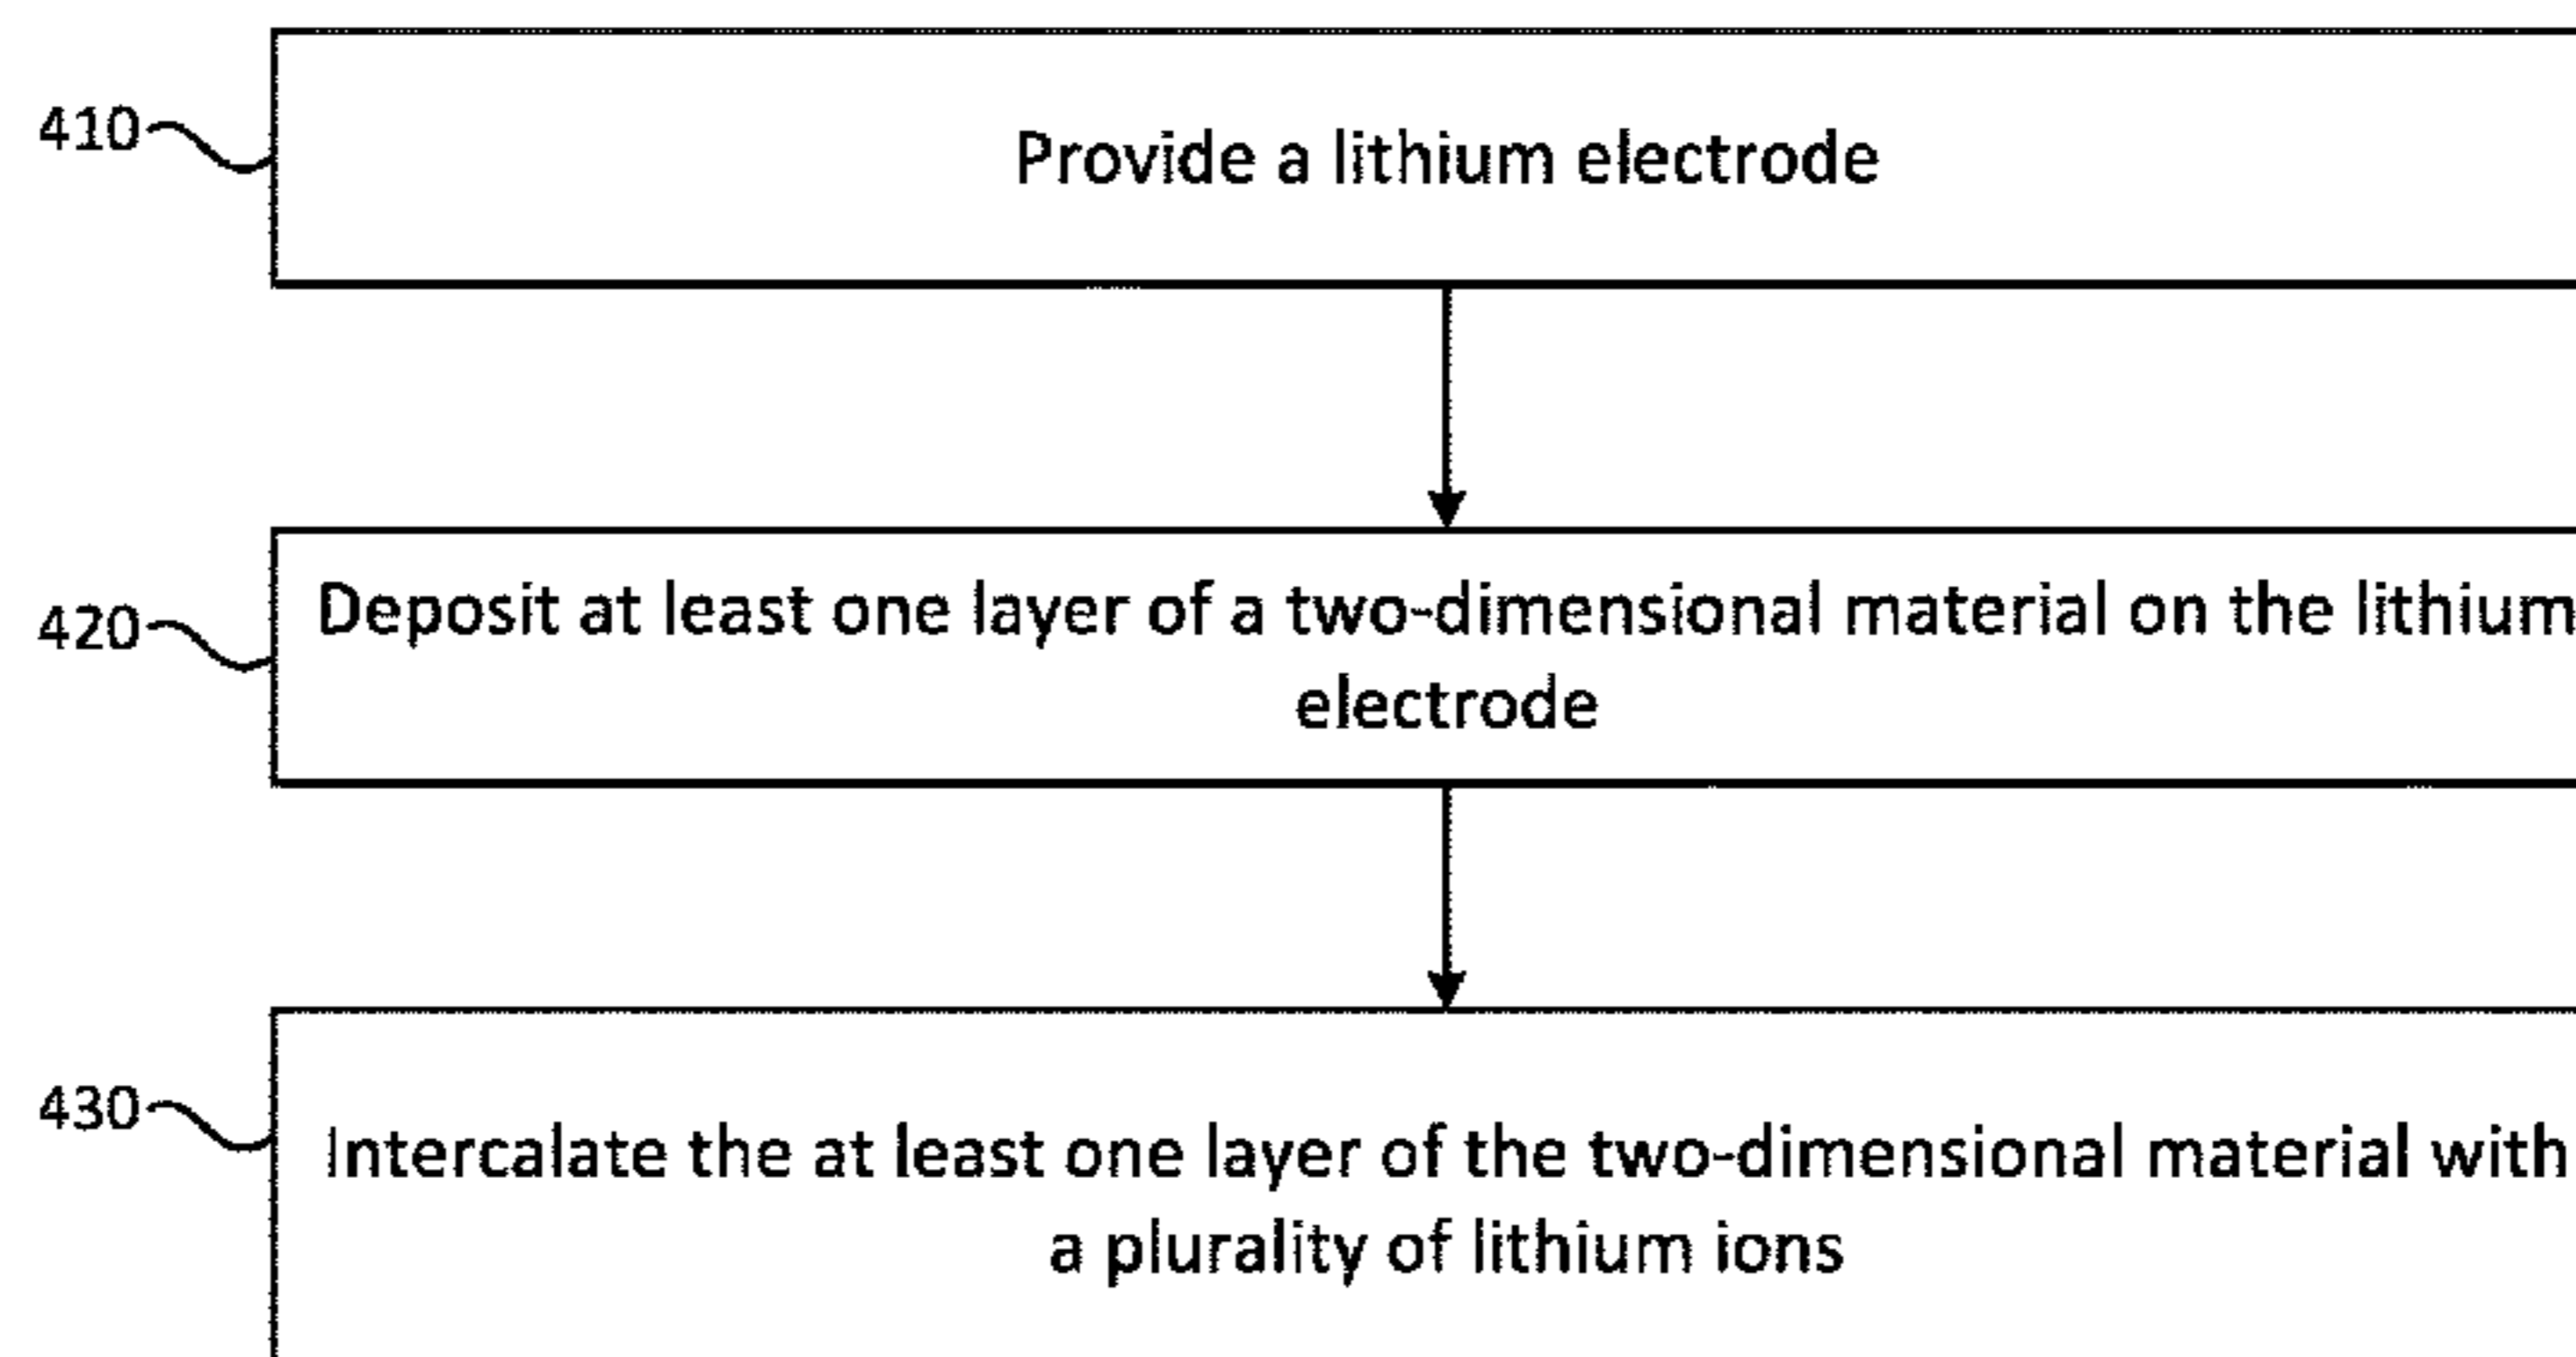 410
Provide a lithium electrode
420
Deposit at least one layer of a two-dimensional material on the lithium
electrode
430
Intercalate the at least one layer of the two-dimensional material with
a plurality of lithium ions